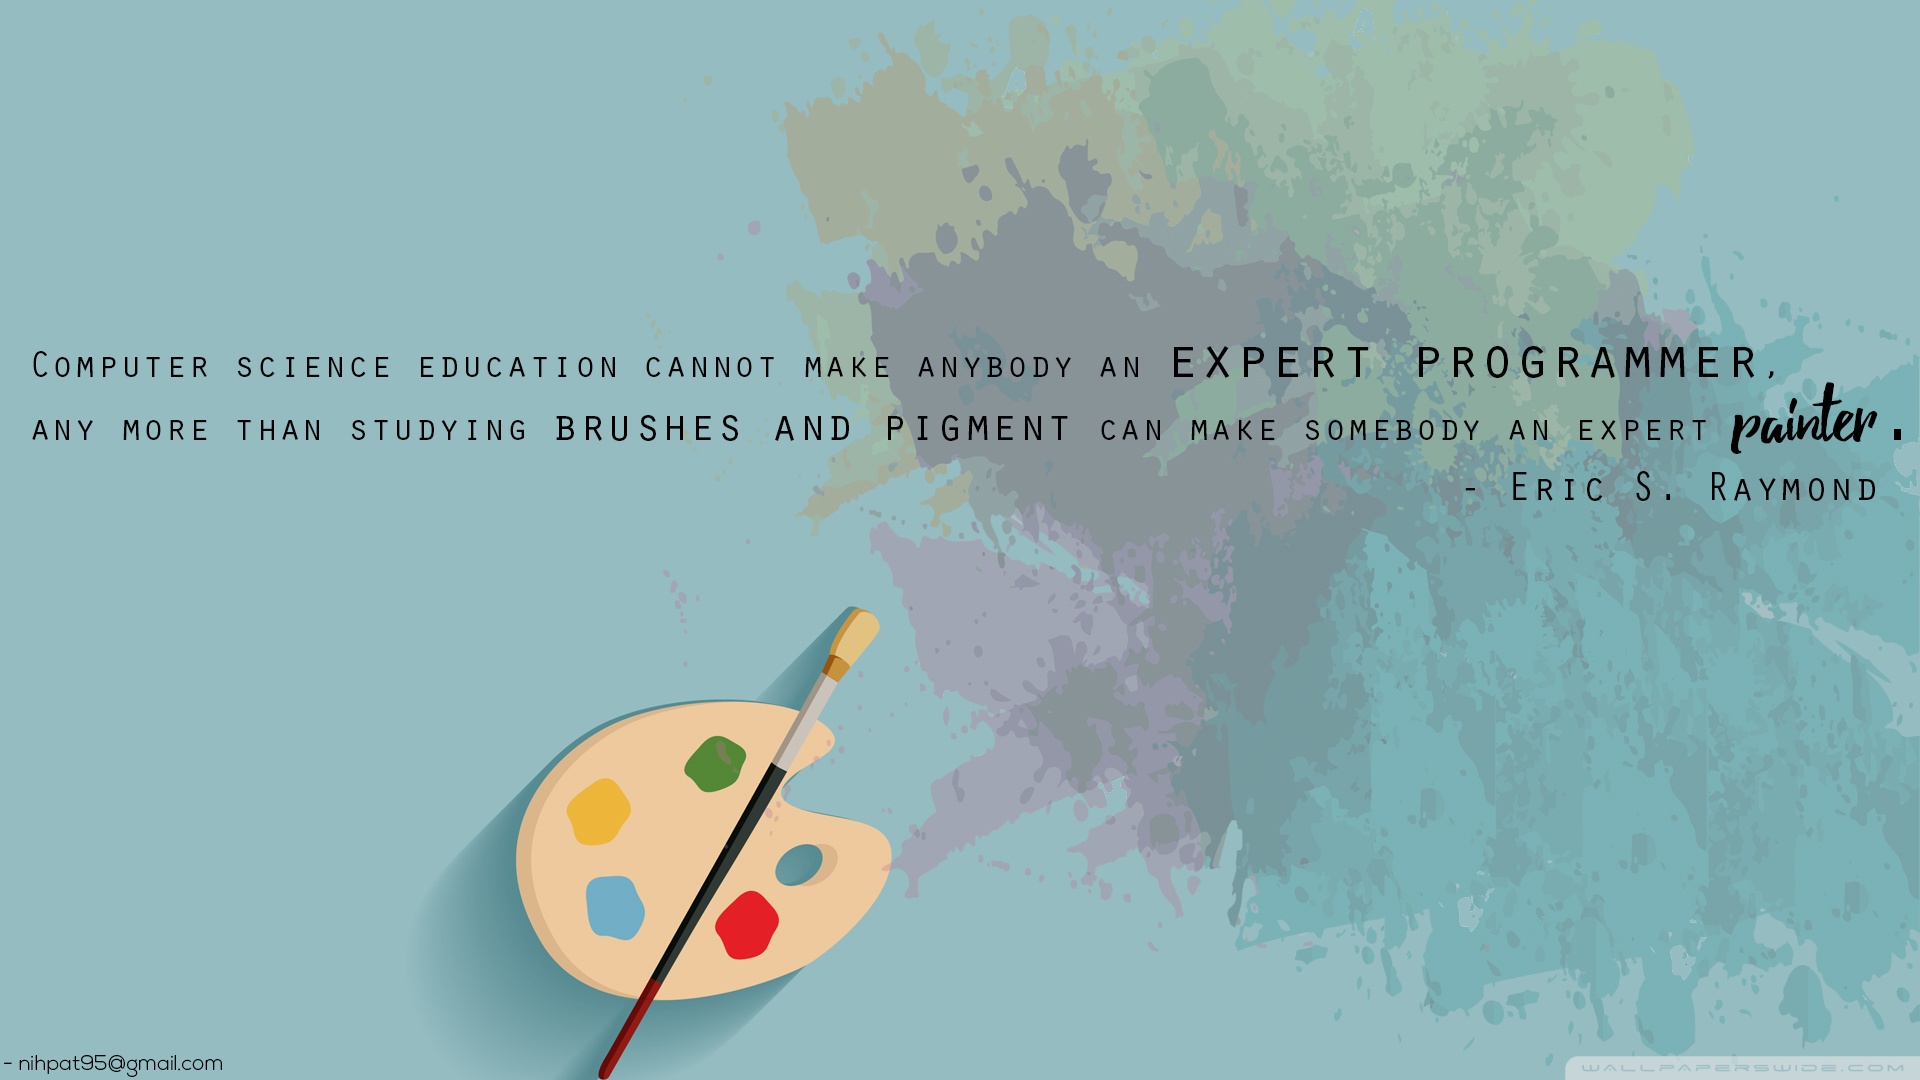 Computer science education cannot make anybody an EXPERT PROGRAMMER,
any more than studying BRUSHES AND PIGMENT can make somebody an expert painter.
- Eric S. Raymond
- nihpat95@gmail.com
WALLPAPERSWIDE.COM